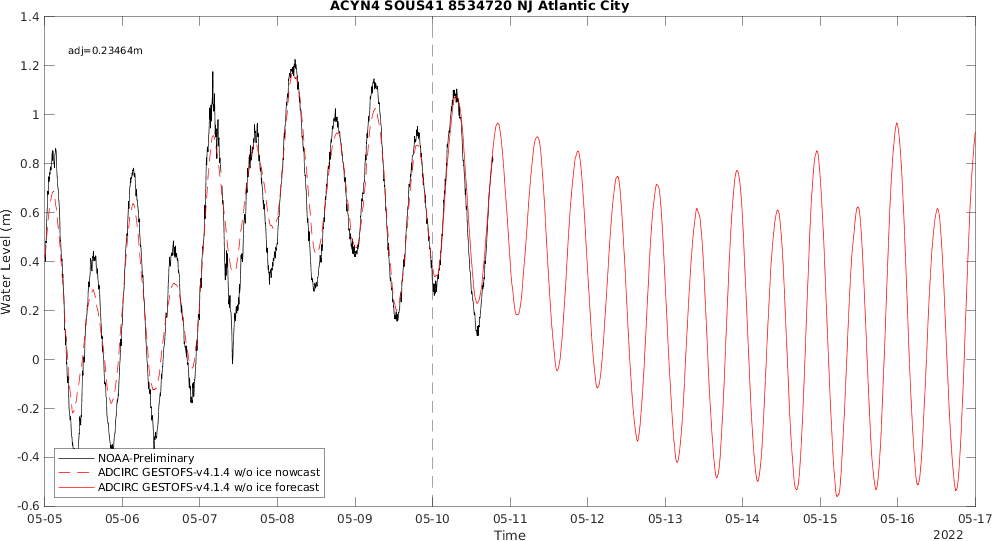 ACYN4 SOUS41 8534720 NJ Atlantic City
adj=0.23464m
Water Level (m)
1.4
1.2
1
0.8
0.6
0.4
0.2
0
-0.2
-0.4
-0.6
NOAA-Preliminary
ADCIRC GESTOFS-v4.1.4 w/o ice nowcast
ADCIRC GESTOFS-v4.1.4 w/o ice forecast
05-05 05-06 05-07 05-08 05-09 05-10 05-11 05-12 05-13 05-14 05-15 05-16 05-17
Time
2022